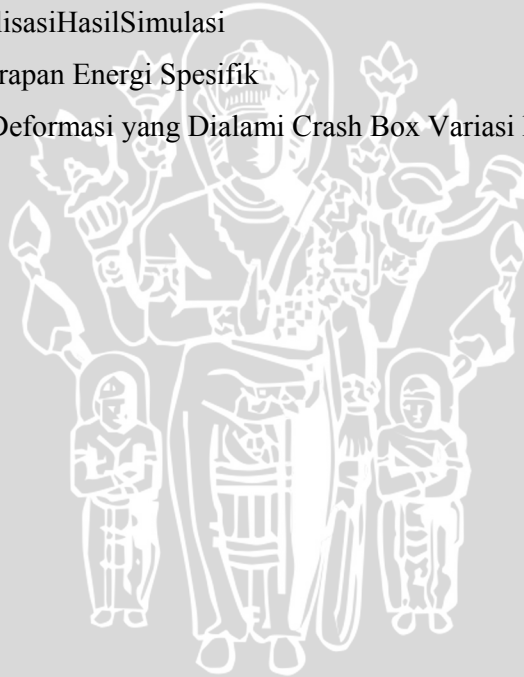 lisasiHasilSimulasi
rapan Energi Spesifik
Deformasi yang Dialami Crash Box Variasi